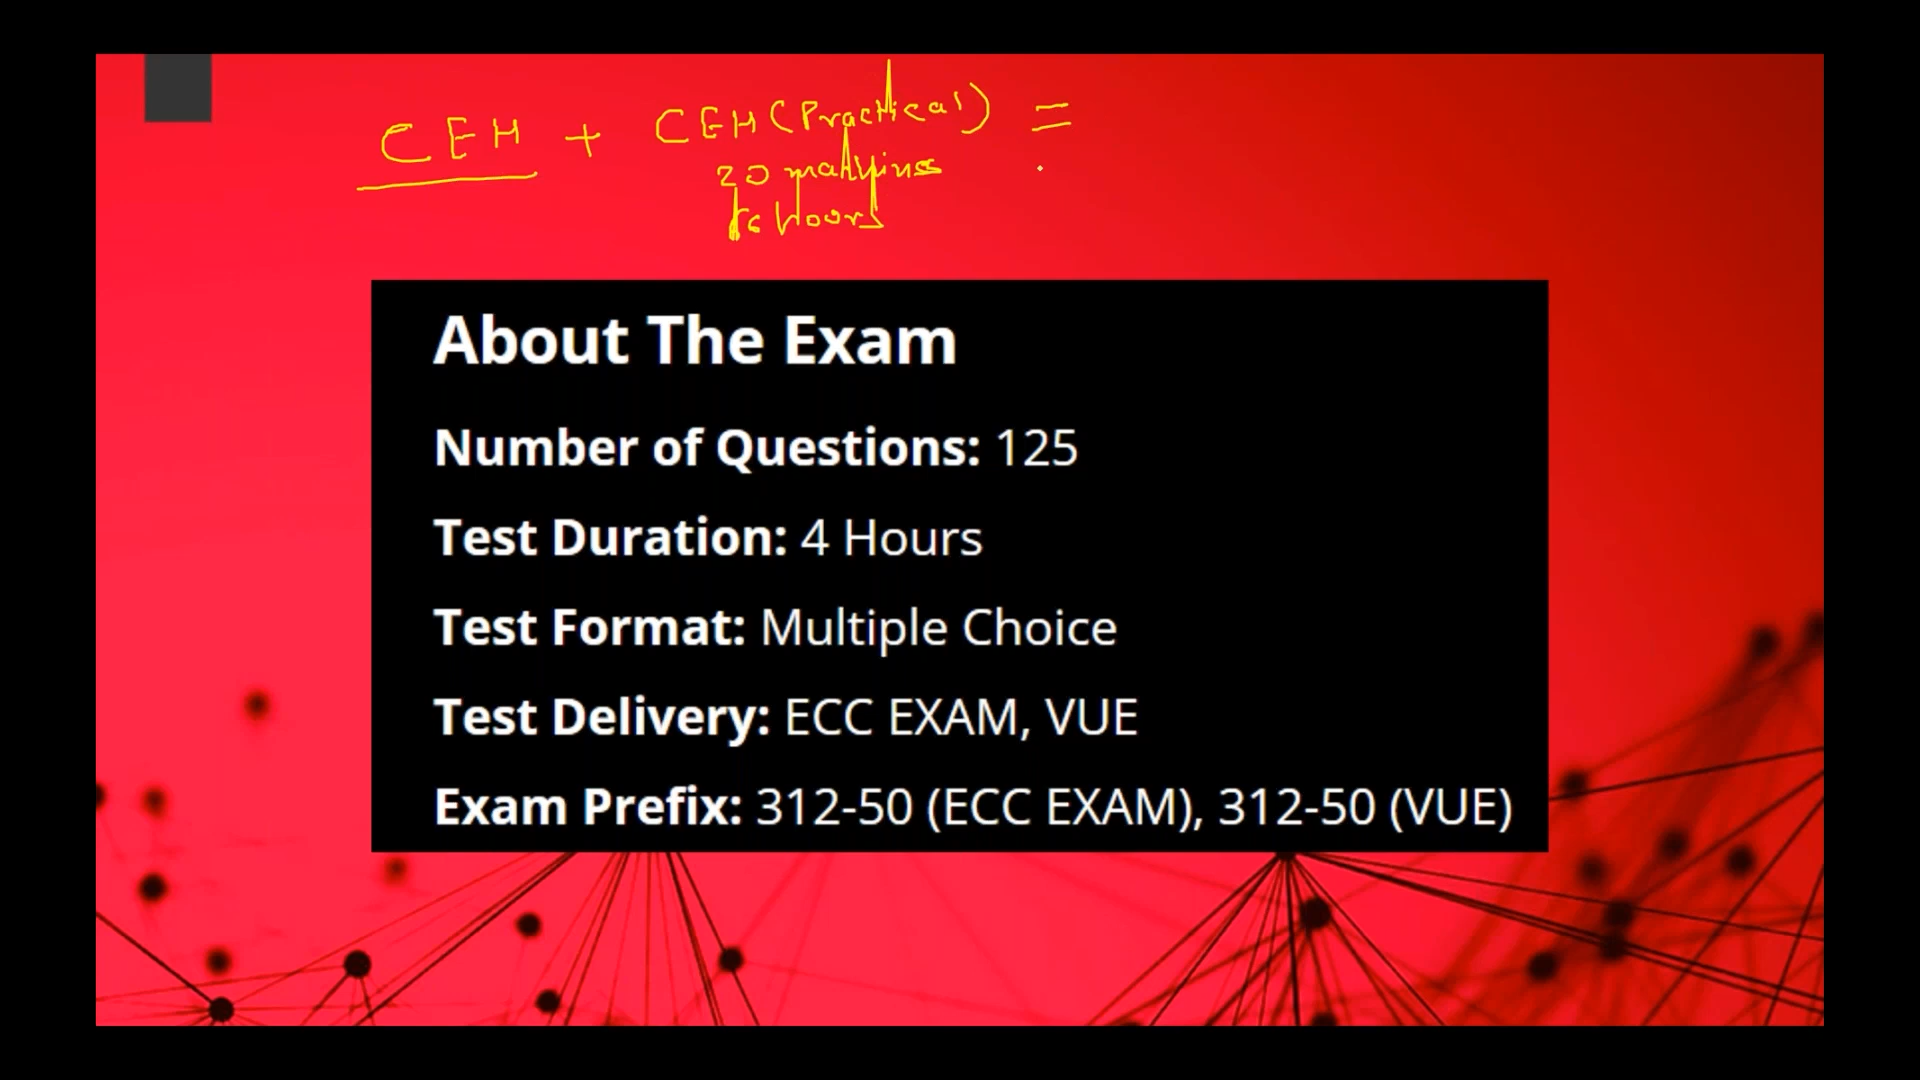 CEH + CEH (Practical) =
20 machines
6 Hours
About The Exam
Number of Questions: 125
Test Duration: 4 Hours
Test Format: Multiple Choice
Test Delivery: ECC EXAM, VUE
Exam Prefix: 312-50 (ECC EXAM), 312-50 (VUE)